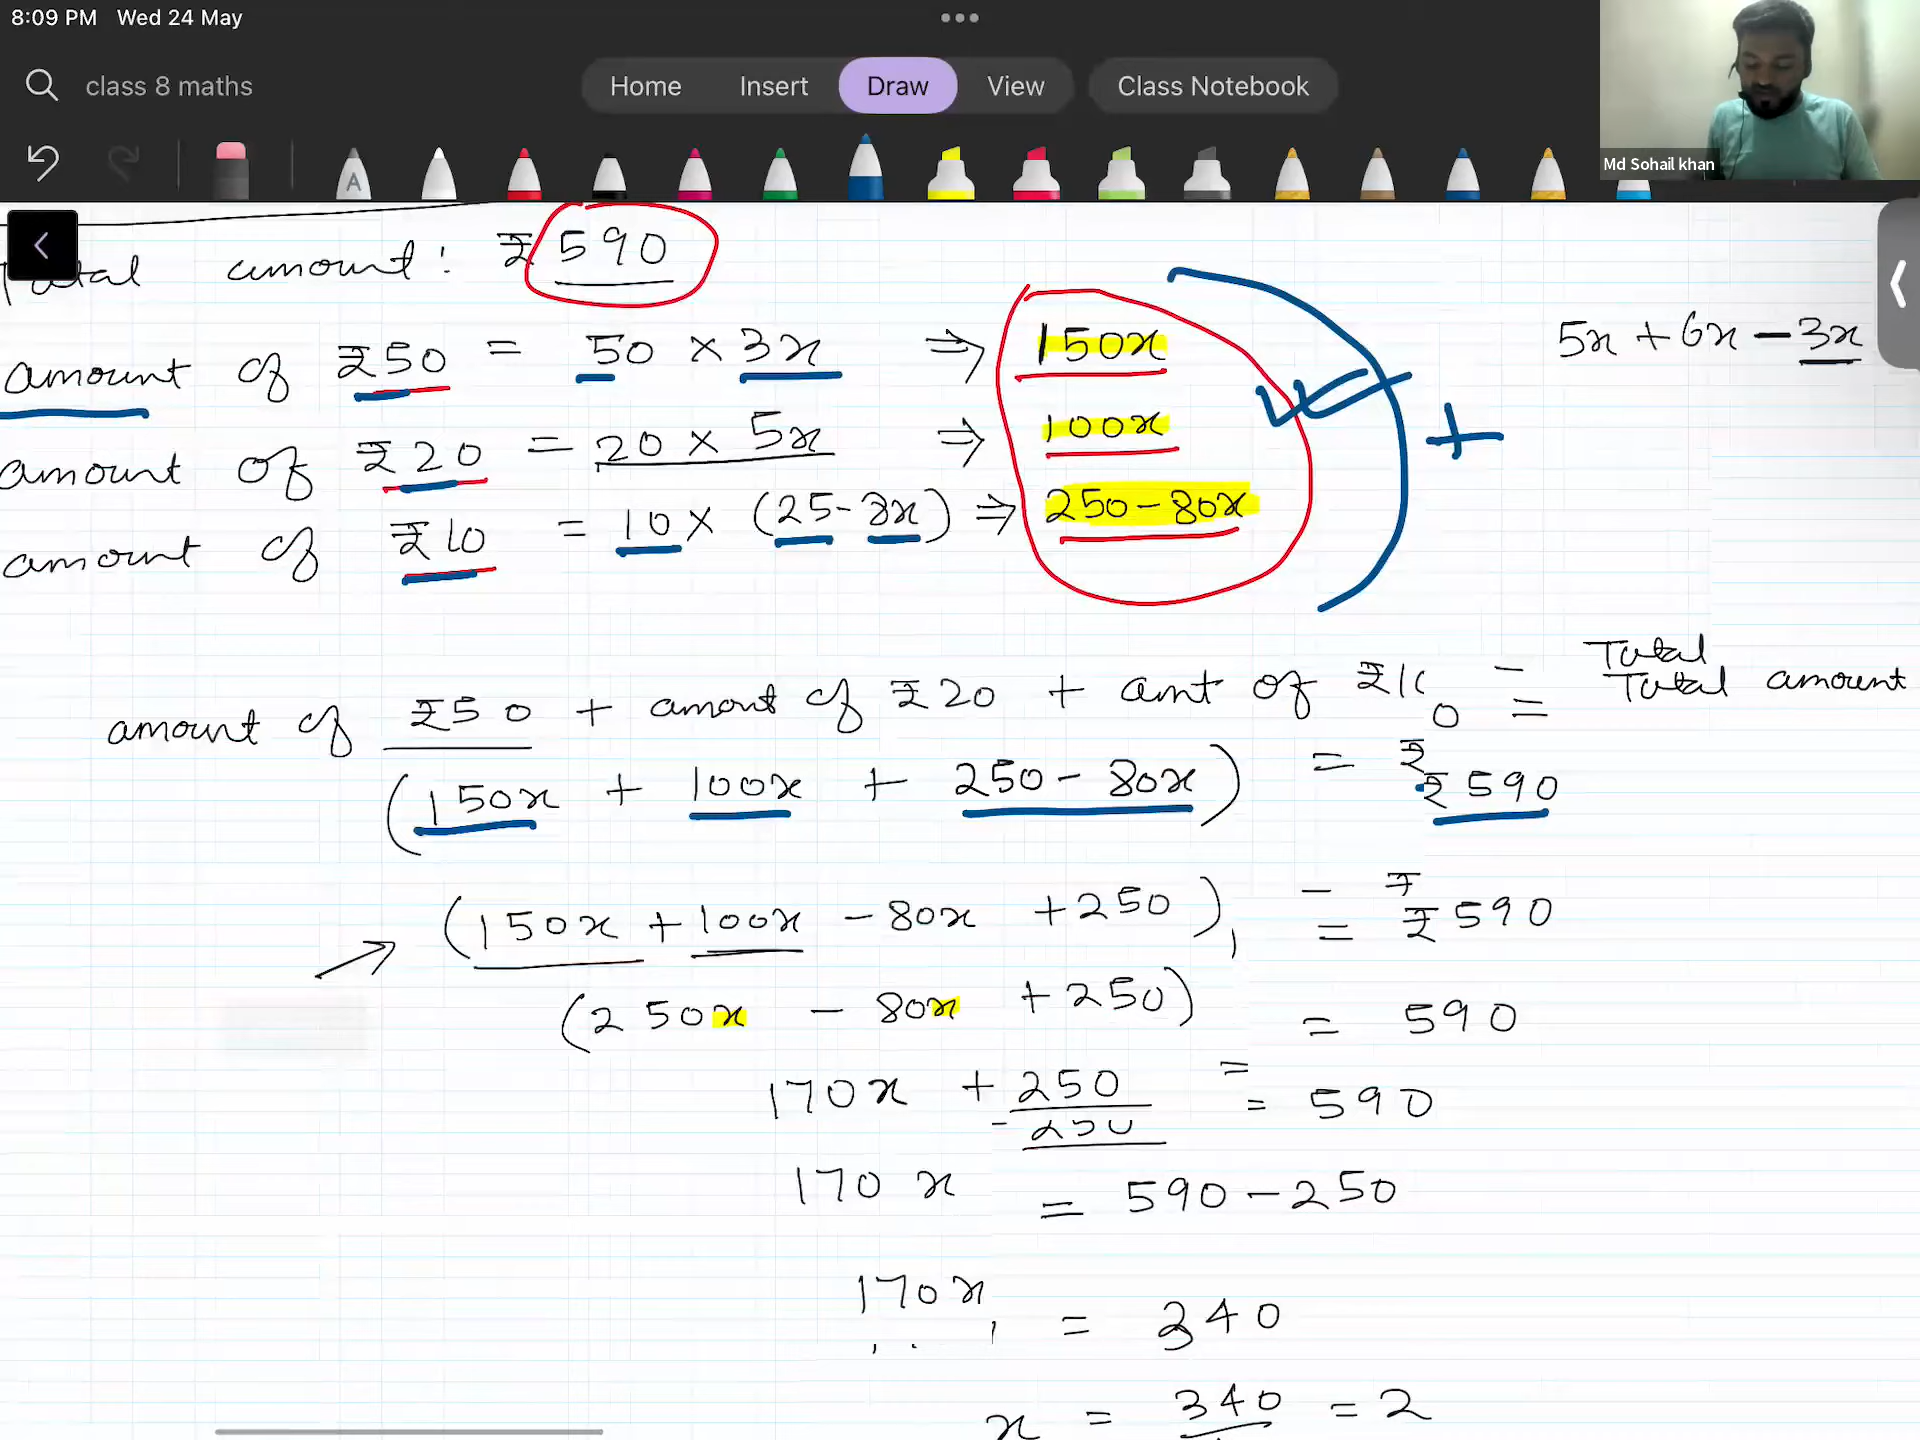 8:09 PM Wed 24 May
class 8 maths
Home Insert Draw View Class Notebook
A
Md Sohail khan
Total amount : ₹ 590
amount of ₹50 = 50 × 3x ⇒ 150x
5x + 6x - 3x
amount of ₹20 = 20 × 5x ⇒ 100x
+
amount of ₹10 = 10 × (25 - 8x) ⇒ 250 - 80x
Total
amount of ₹50 + amount of ₹20 + amt of ₹10 = Total amount
(150x + 100x + 250 - 80x) = ₹ 590
(150x + 100x - 80x + 250) = ₹ 590
(250x - 80x + 250) = 590
170x + 250 = 590
- 250
170x = 590 - 250
170x = 340
x = 340 = 2